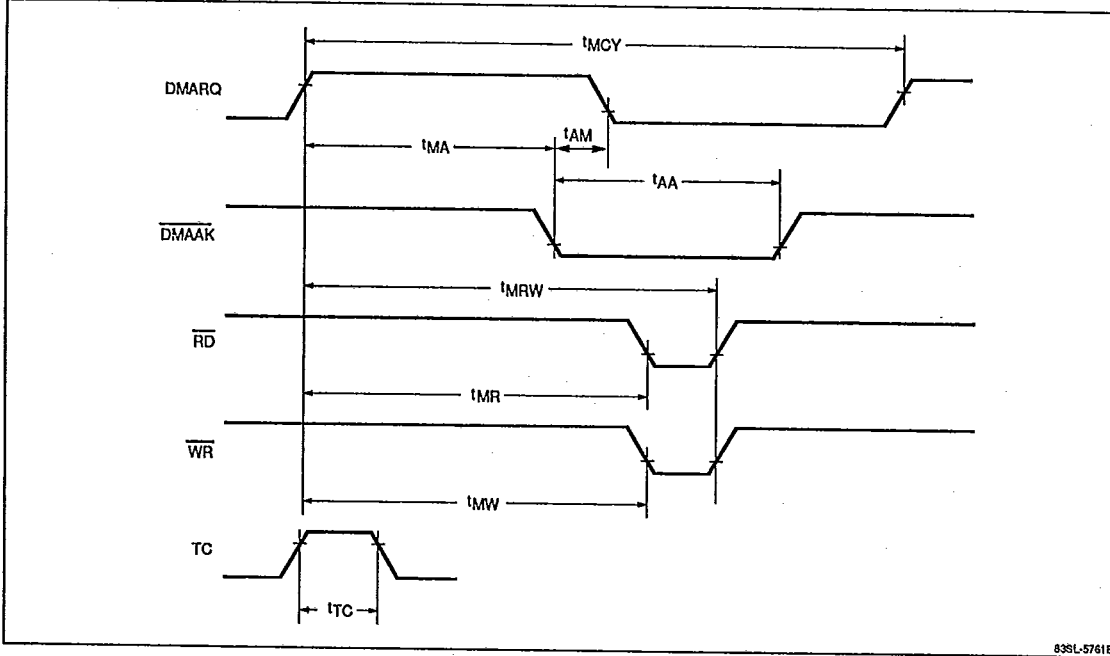 tMCY
DMARQ
tMA
tAM
tAA
DMAAK
tMRW
RD
tMR
WR
tMW
TC
tTC
83SL-5761B